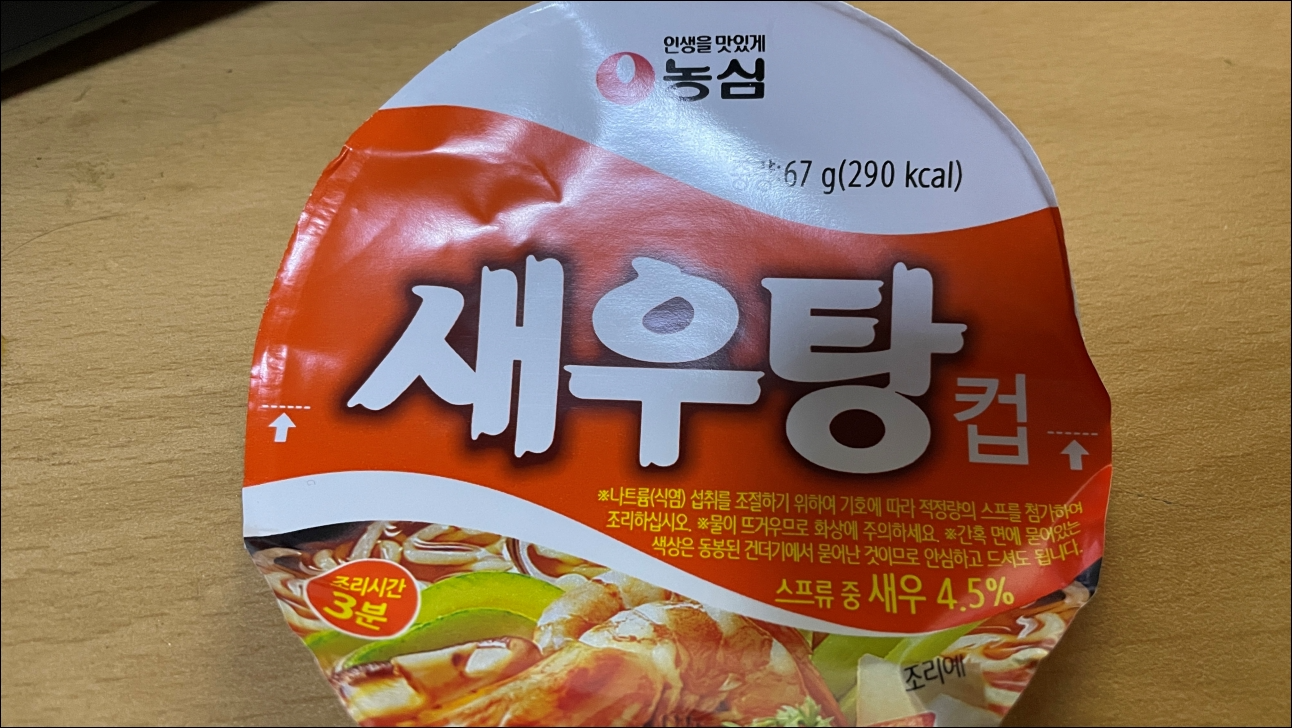 인생을 맛있게
농심
67 g(290 kcal)
새우탕
컵
※나트륨(식염) 섭취를 조절하기 위하여 기호에 따라 적정량의 스프를 첨가하여
조리하십시오. ※물이 뜨거우므로 화상에 주의하세요. ※간혹 면에 묻어있는
색상은 동봉된 건더기에서 묻어난 것이므로 안심하고 드셔도 됩니다.
스프류 중 새우 4.5%
조리시간
3분
조리예